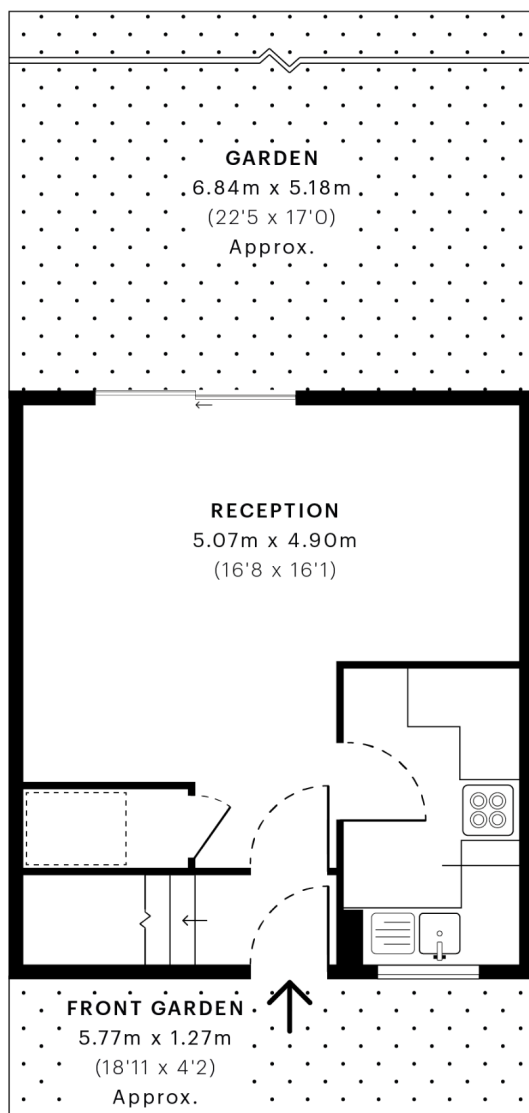 GARDEN
6.84m x 5.18m
(22'5 x 17'0)
Approx.
RECEPTION
5.07m x 4.90m
(16'8 x 16'1)
FRONT GARDEN
5.77m x 1.27m
(18'11 x 4'2)
Approx.